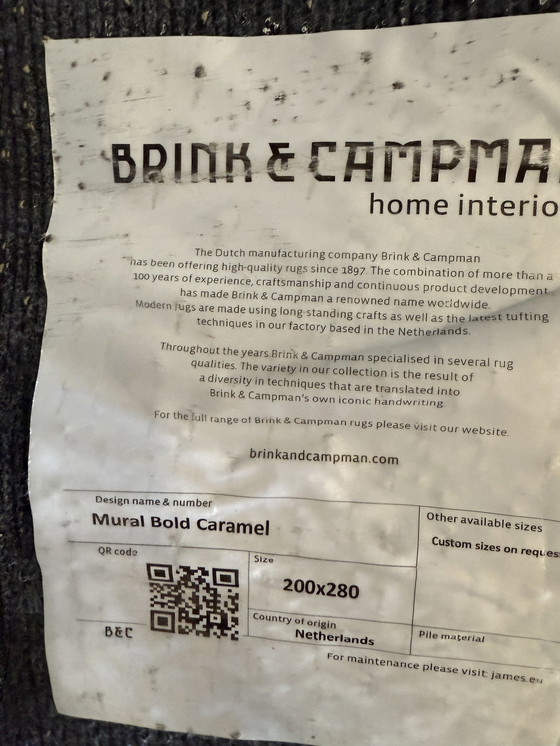 BRINK & CAMPMA
home interio
The Dutch manufacturing company Brink & Campman
has been offering high-quality rugs since 1897. The combination of more than a
100 years of experience, craftsmanship and continuous product development
has made Brink & Campman a renowned name worldwide.
Modern rugs are made using long-standing crafts as well as the latest tufting
techniques in our factory based in the Netherlands.
Throughout the years Brink & Campman specialised in several rug
qualities. The variety in our collection is the result of
a diversity in techniques that are translated into
Brink & Campman's own iconic handwriting.
For the full range of Brink & Campman rugs please visit our website.
brinkandcampman.com
Design name & number
Mural Bold Caramel
Other available sizes
Custom sizes on reques
QR code
Size
200x280
Country of origin
Netherlands
Pile material
B&C
For maintenance please visit: james.eu